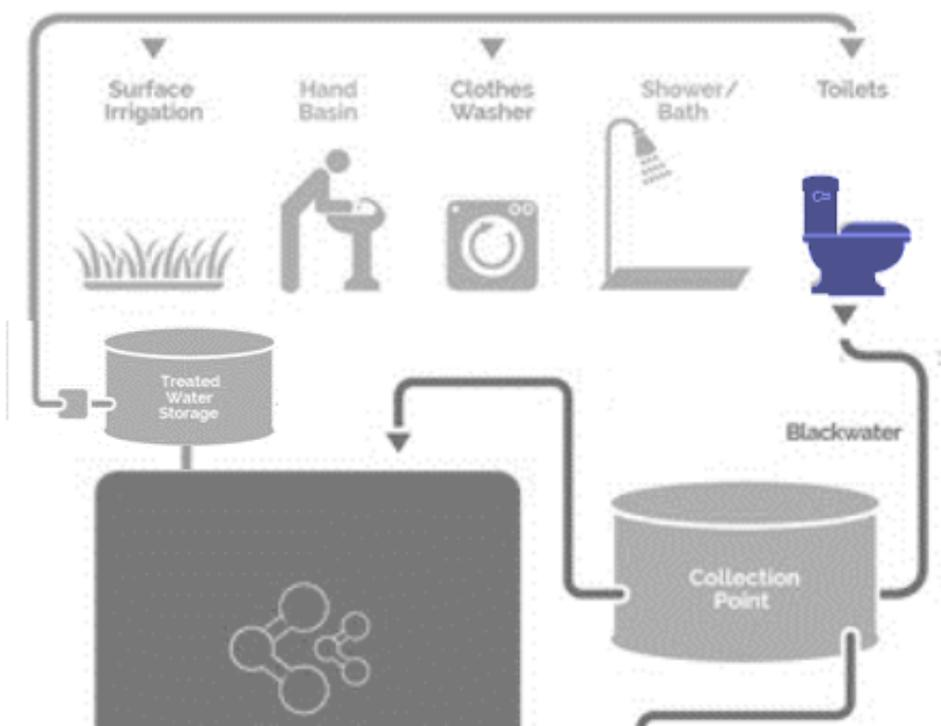 Surface
Irrigation
Hand
Basin
Clothes
Washer
Shower/
Bath
Toilets
Treated
Water
Storage
Blackwater
Collection
Point